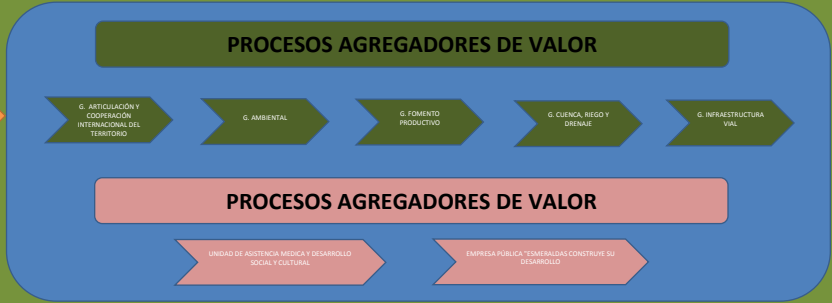 PROCESOS AGREGADORES DE VALOR
G. ARTICULACIÓN Y
COOPERACIÓN
INTERNACIONAL DEL
TERRITORIO
G. AMBIENTAL
G. FOMENTO
PRODUCTIVO
G. CUENCA, RIEGO Y
DRENAJE
G. INFRAESTRUCTURA
VIAL
PROCESOS AGREGADORES DE VALOR
UNIDAD DE ASISTENCIA MEDICA Y DESARROLLO
SOCIAL Y CULTURAL
EMPRESA PÚBLICA "ESMERALDAS CONSTRUYE SU
DESARROLLO